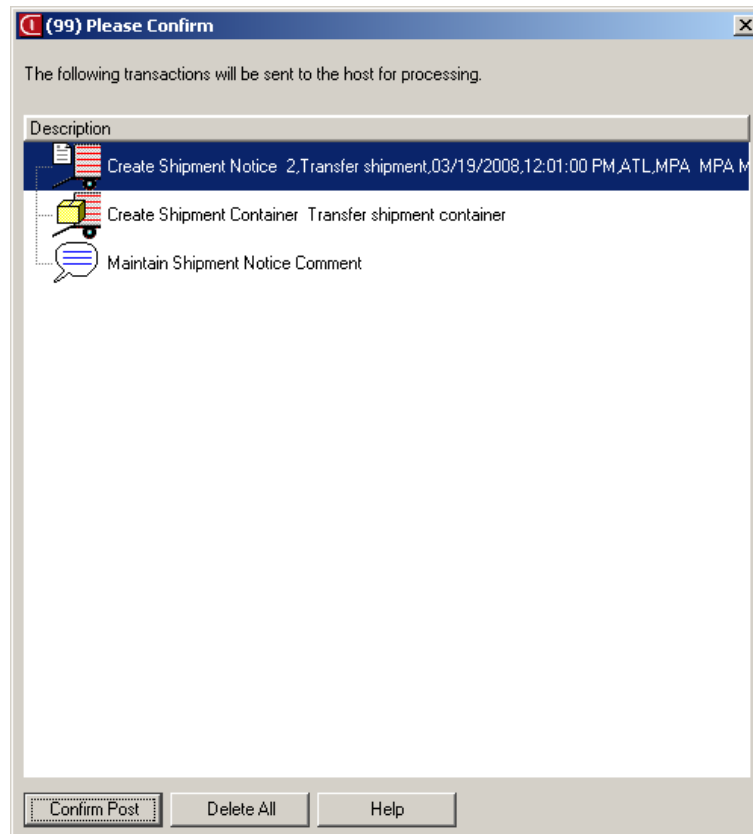 (99) Please Confirm
The following transactions will be sent to the host for processing.
Description
Create Shipment Notice 2,Transfer shipment,03/19/2008,12:01:00 PM,ATL,MPA MPA M
Create Shipment Container Transfer shipment container
Maintain Shipment Notice Comment
Confirm Post Delete All Help